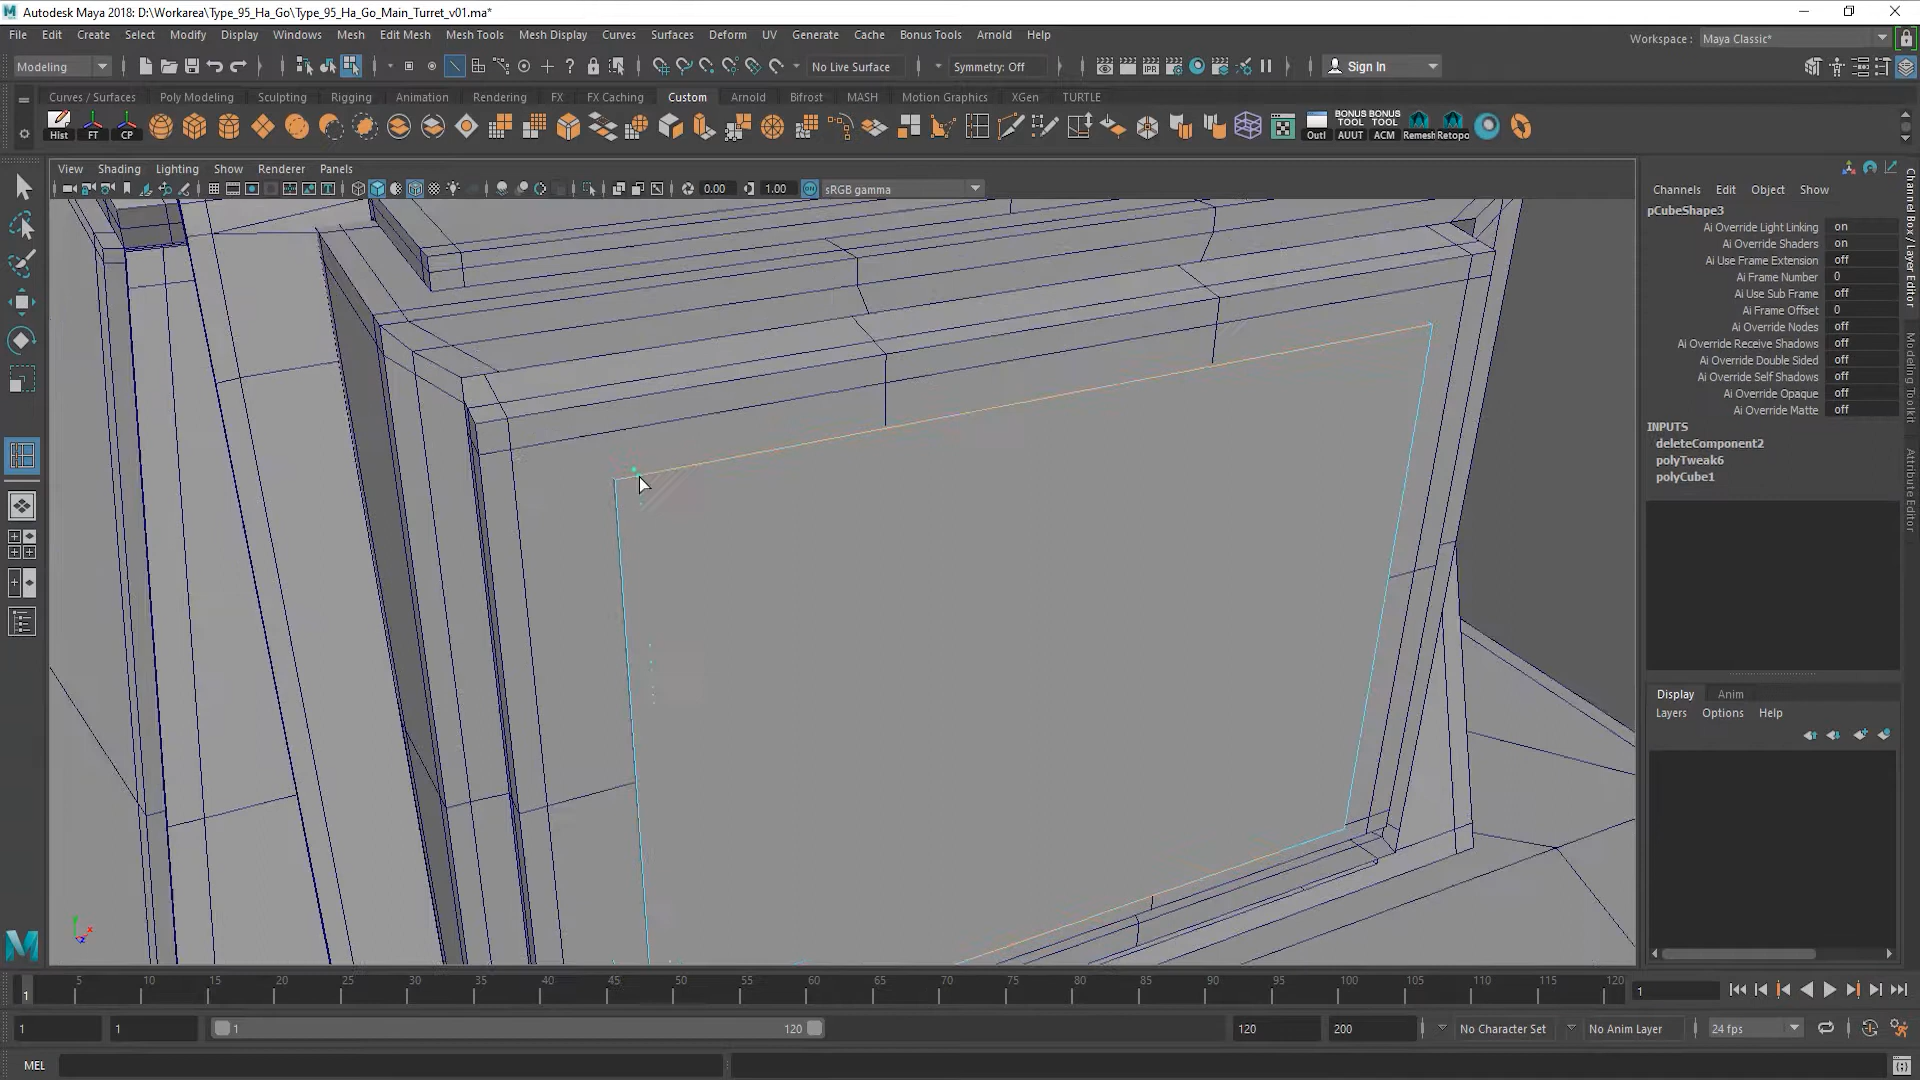 Autodesk Maya 2018: D:\Workarea\Type_95_Ha_Go\Type_95_Ha_Go_Main_Turret_v01.ma*
File Edit Create Select Modify Display Windows Mesh Edit Mesh Mesh Tools Mesh Display Curves Surfaces Deform UV Generate Cache Bonus Tools Arnold Help Workspace : Maya Classic*
Modeling No Live Surface Symmetry: Off Sign In
Curves / Surfaces Poly Modeling Sculpting Rigging Animation Rendering FX FX Caching Custom Arnold Bifrost MASH Motion Graphics XGen TURTLE
Hist FT CP Outl BONUS TOOL AUUT BONUS TOOL ACM Remesh Retopo
View Shading Lighting Show Renderer Panels
0.00 1.00 ON sRGB gamma
Channels Edit Object Show
pCubeShape3
Ai Override Light Linking on
Ai Override Shaders on
Ai Use Frame Extension off
Ai Frame Number 0
Ai Use Sub Frame off
Ai Frame Offset 0
Ai Override Nodes off
Ai Override Receive Shadows off
Ai Override Double Sided off
Ai Override Self Shadows off
Ai Override Opaque off
Ai Override Matte off
INPUTS
deleteComponent2
polyTweak6
polyCube1
Display Anim
Layers Options Help
Channel Box / Layer Editor
Modeling Toolkit
Attribute Editor
5 10 15 20 25 30 35 40 45 50 55 60 65 70 75 80 85 90 95 100 105 110 115 120
1 1
1 1 1 120 120 200 No Character Set No Anim Layer 24 fps
MEL